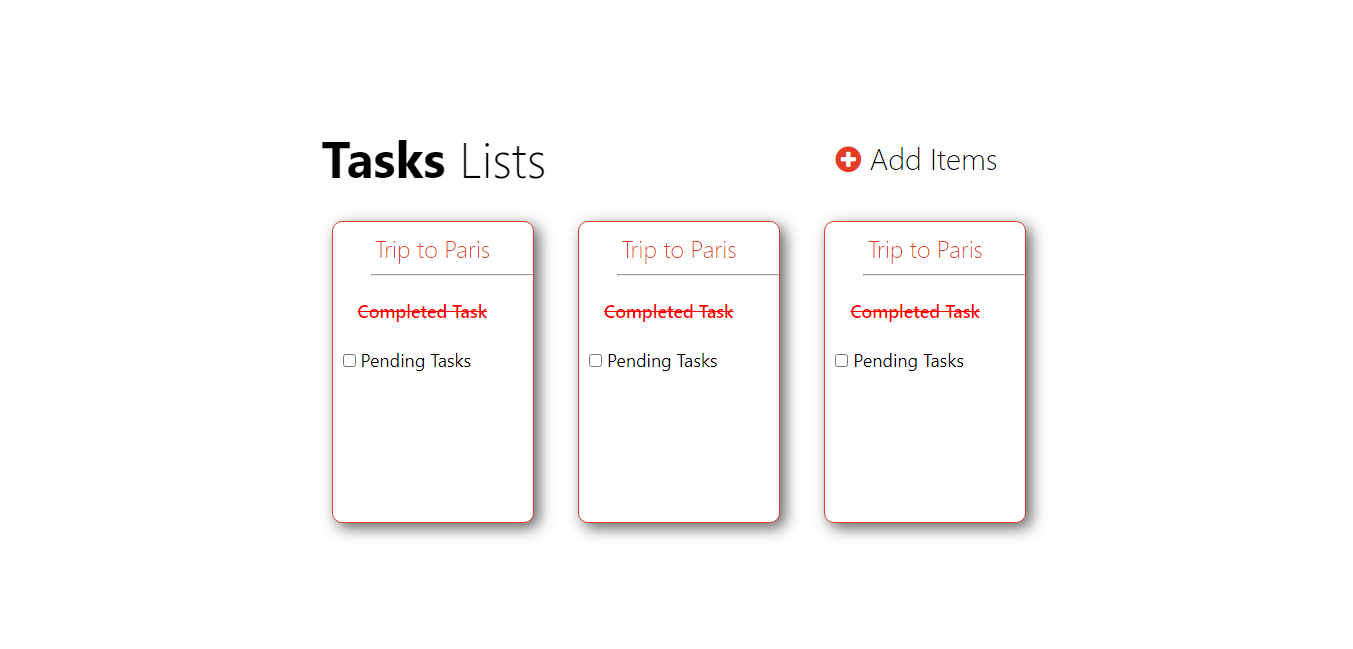 Tasks Lists
Add Items
Trip to Paris
Completed Task
Pending Tasks
Trip to Paris
Completed Task
Pending Tasks
Trip to Paris
Completed Task
Pending Tasks